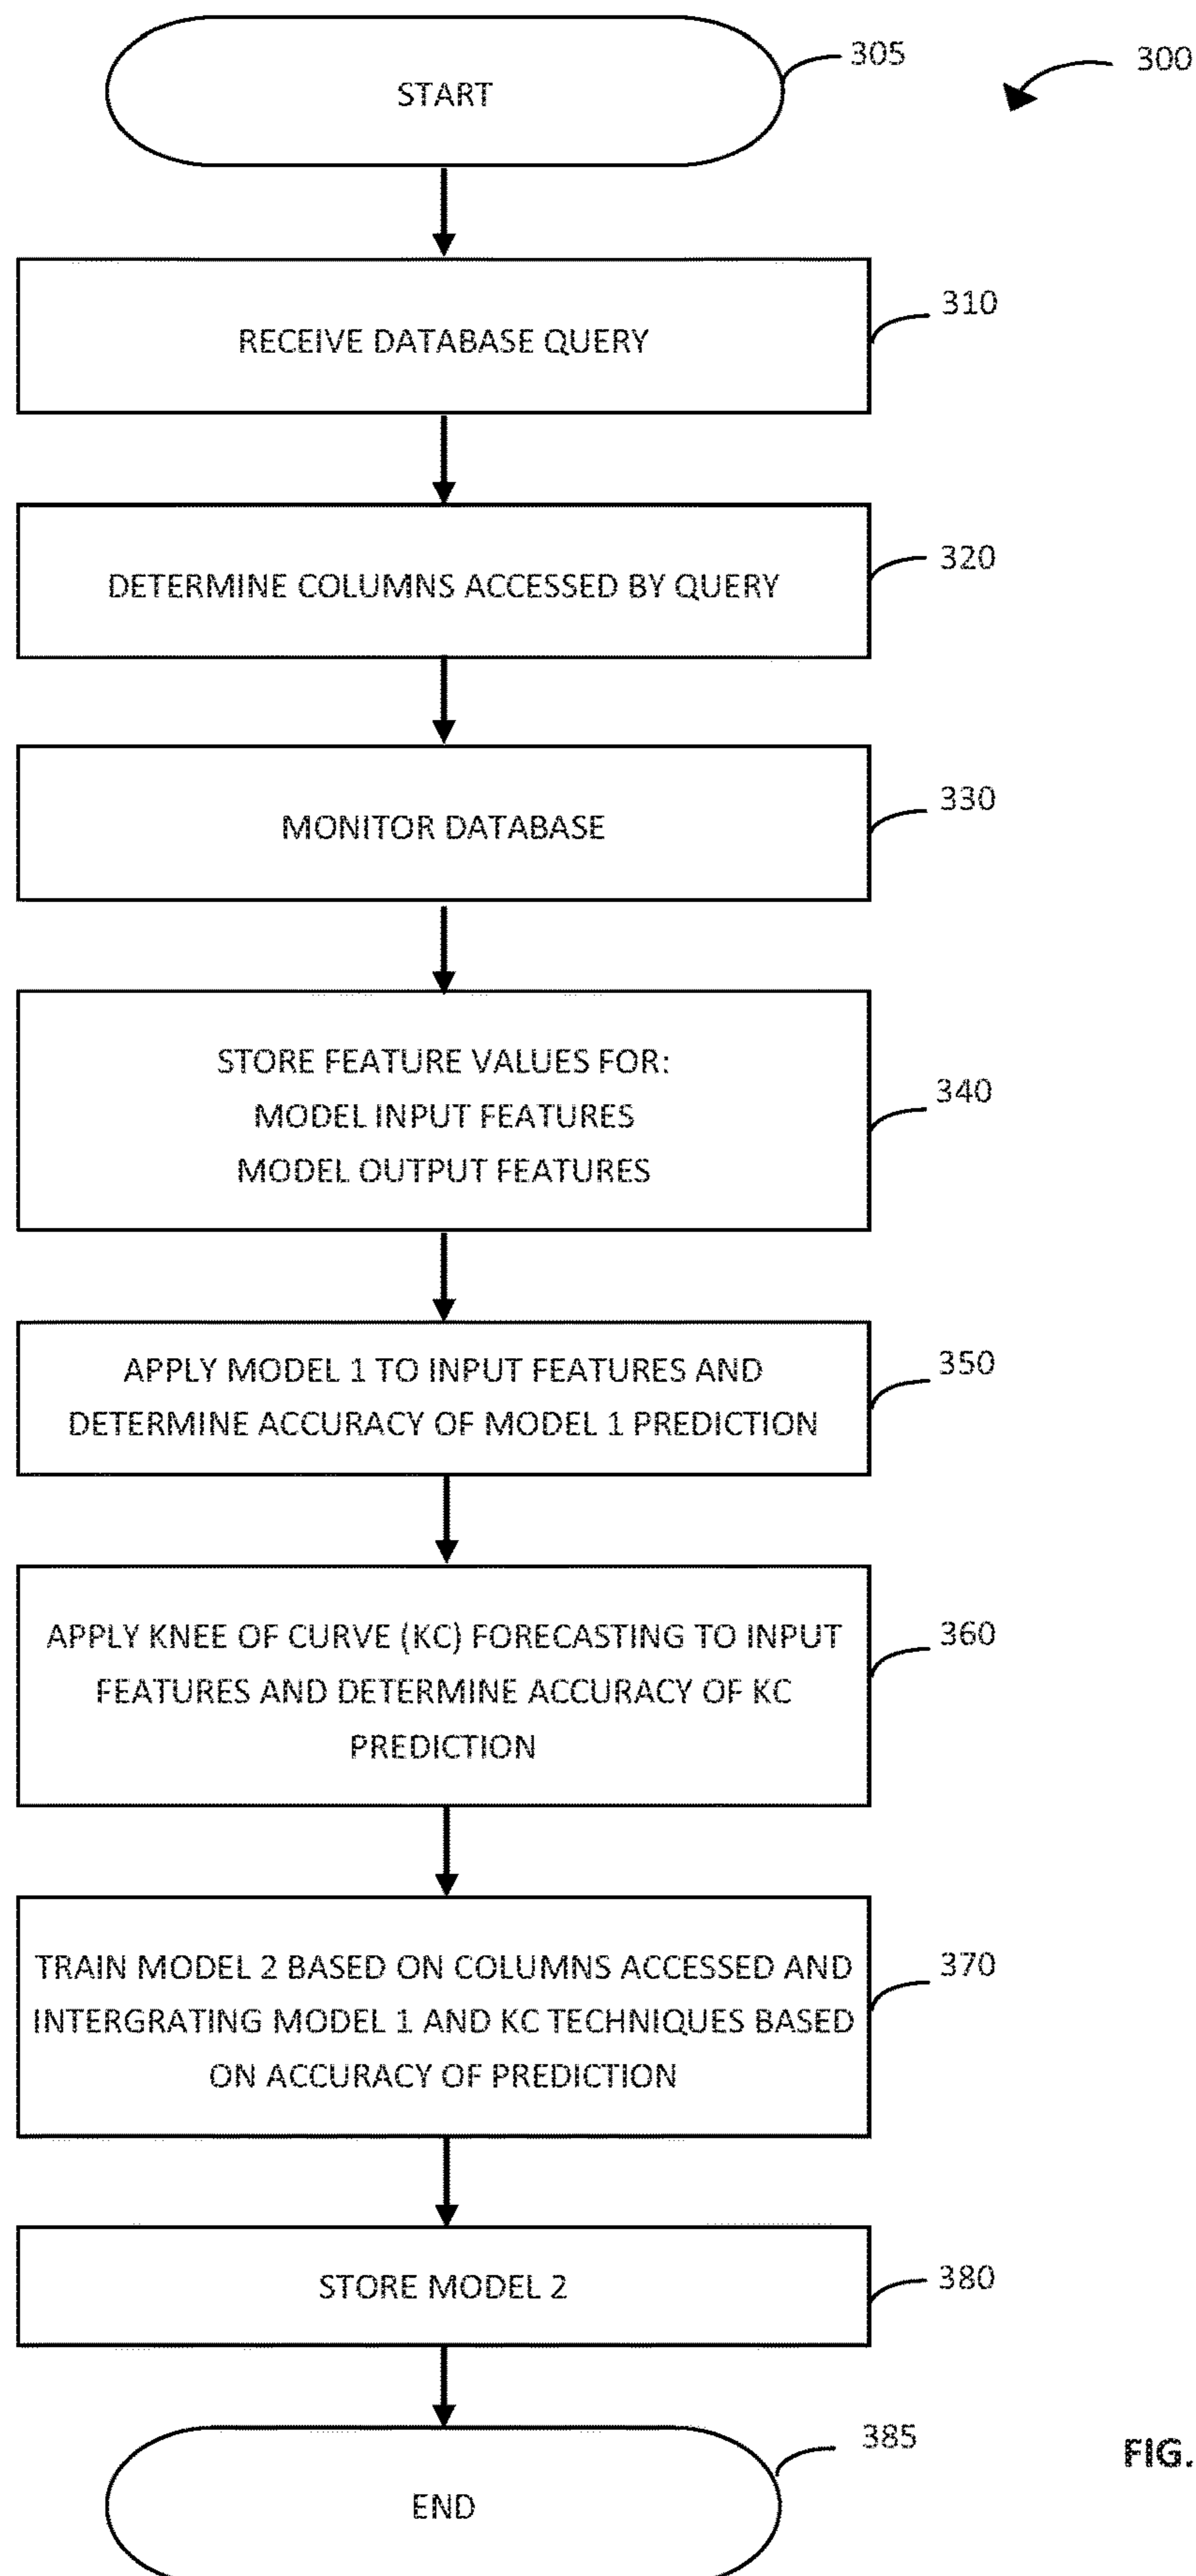 START
305
300
RECEIVE DATABASE QUERY
310
DETERMINE COLUMNS ACCESSED BY QUERY
320
MONITOR DATABASE
330
STORE FEATURE VALUES FOR:
MODEL INPUT FEATURES
MODEL OUTPUT FEATURES
340
APPLY MODEL 1 TO INPUT FEATURES AND
DETERMINE ACCURACY OF MODEL 1 PREDICTION
350
APPLY KNEE OF CURVE (KC) FORECASTING TO INPUT
FEATURES AND DETERMINE ACCURACY OF KC
PREDICTION
360
TRAIN MODEL 2 BASED ON COLUMNS ACCESSED AND
INTERGRATING MODEL 1 AND KC TECHNIQUES BASED
ON ACCURACY OF PREDICTION
370
STORE MODEL 2
380
END
385
FIG.